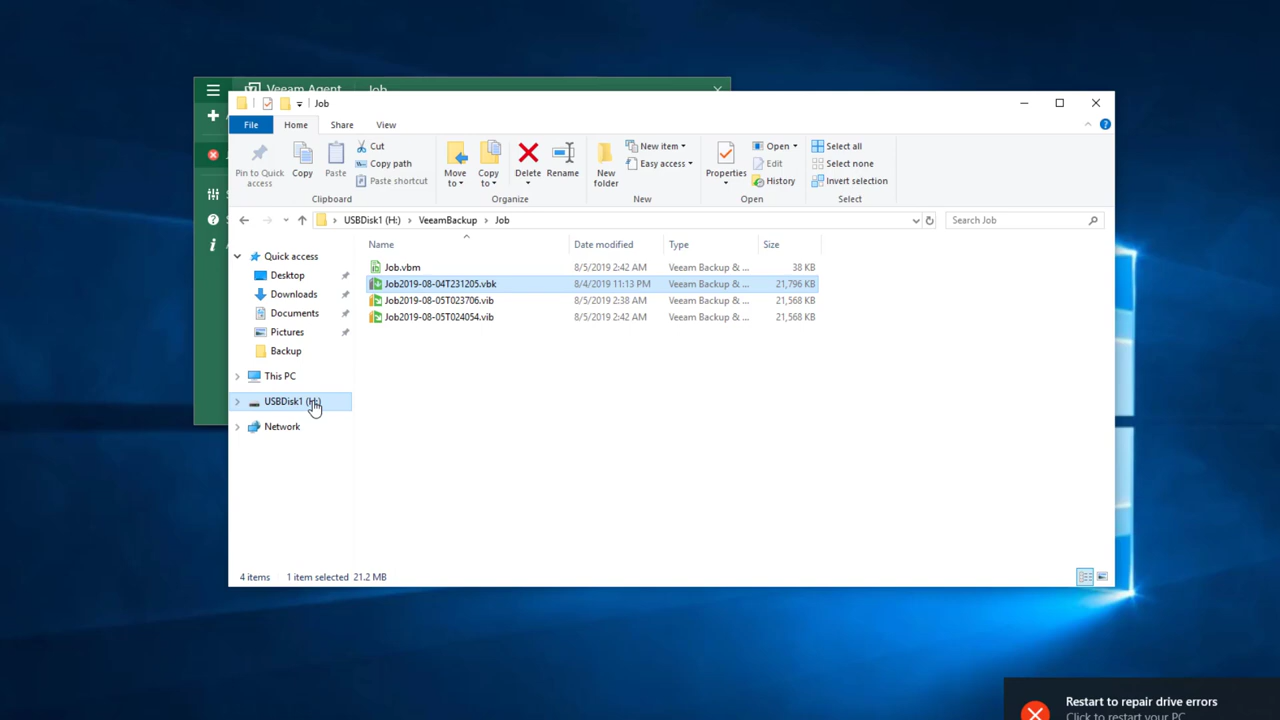 Veeam Agent Job
Job
File Home Share View
Pin to Quick access
Copy
Paste
Cut
Copy path
Paste shortcut
Clipboard
Move to
Copy to
Delete
Rename
Organize
New folder
New item
Easy access
New
Properties
Open
Edit
History
Open
Select all
Select none
Invert selection
Select
USBDisk1 (H:) VeeamBackup Job
Search Job
Name Date modified Type Size
Job.vbm 8/5/2019 2:42 AM Veeam Backup & ... 38 KB
Job2019-08-04T231205.vbk 8/4/2019 11:13 PM Veeam Backup & ... 21,796 KB
Job2019-08-05T023706.vib 8/5/2019 2:38 AM Veeam Backup & ... 21,568 KB
Job2019-08-05T024054.vib 8/5/2019 2:42 AM Veeam Backup & ... 21,568 KB
Quick access
Desktop
Downloads
Documents
Pictures
Backup
This PC
USBDisk1 (H:)
Network
4 items 1 item selected 21.2 MB
Restart to repair drive errors
Click to restart your PC